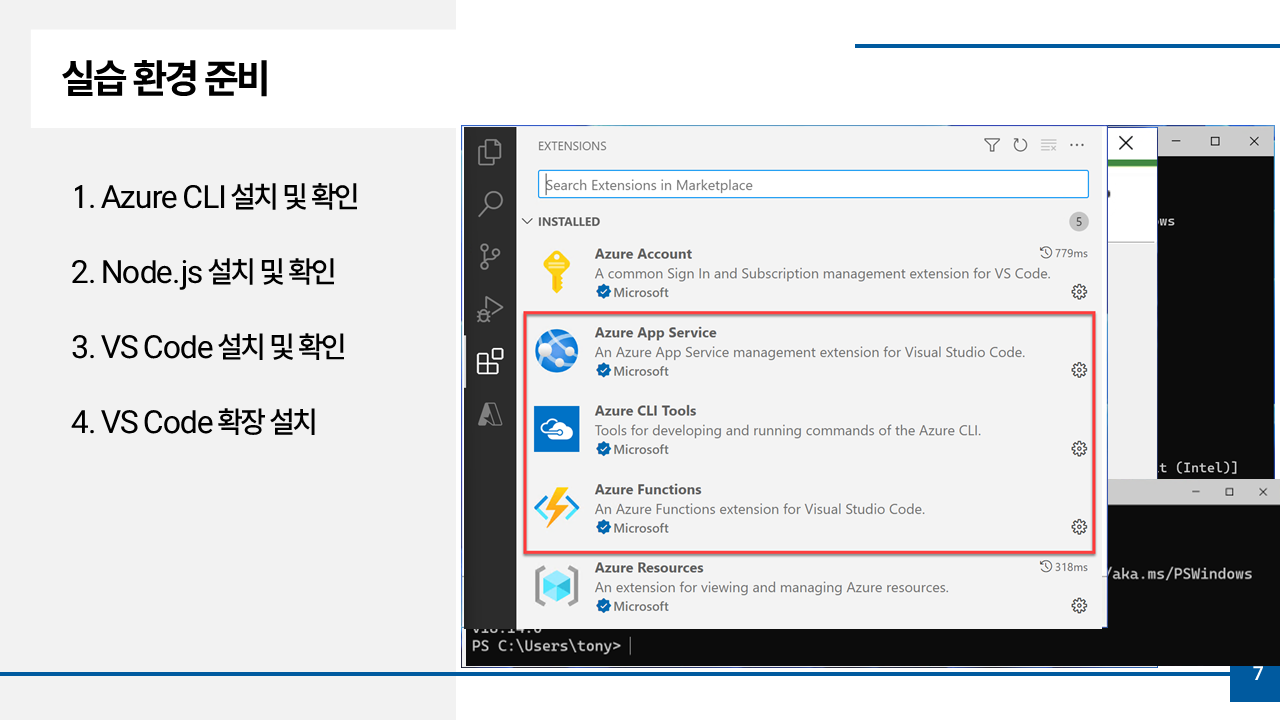 실습 환경 준비
1. Azure CLI 설치 및 확인
2. Node.js 설치 및 확인
3. VS Code 설치 및 확인
4. VS Code 확장 설치
EXTENSIONS
Search Extensions in Marketplace
INSTALLED
5
Azure Account
779ms
A common Sign In and Subscription management extension for VS Code.
Microsoft
Azure App Service
An Azure App Service management extension for Visual Studio Code.
Microsoft
Azure CLI Tools
Tools for developing and running commands of the Azure CLI.
Microsoft
Azure Functions
An Azure Functions extension for Visual Studio Code.
Microsoft
Azure Resources
318ms
An extension for viewing and managing Azure resources.
Microsoft
ws
t (Intel)]
/aka.ms/PSWindows
PS C:\Users\tony>
7